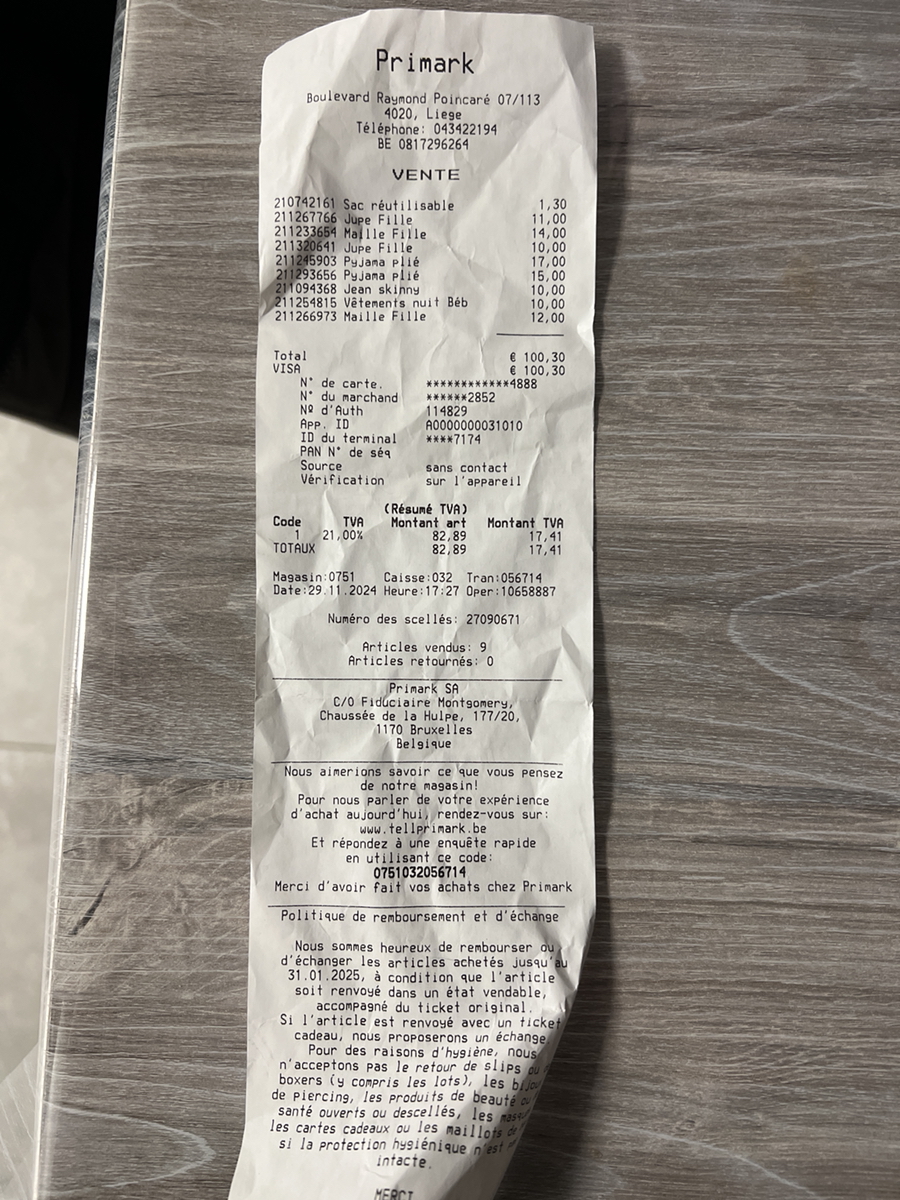 Primark
Boulevard Raymond Poincaré 07/113
4020, Liege
Téléphone: 043422194
BE 0817296264
VENTE
210742161 Sac réutilisable 1,30
211267766 Jupe Fille 11,00
211233654 Maille Fille 14,00
211320641 Jupe Fille 10,00
211245903 Pyjama plié 17,00
211293656 Pyjama plié 15,00
211094368 Jean skinny 10,00
211254815 Vêtements nuit Béb 10,00
211266973 Maille Fille 12,00
Total € 100,30
VISA € 100,30
N° de carte. ************4888
N° du marchand ******2852
Nº d'Auth 114829
App. ID A0000000031010
ID du terminal ****7174
PAN N° de séq
Source sans contact
Vérification sur l'appareil
(Résumé TVA)
Code TVA Montant art Montant TVA
1 21,00% 82,89 17,41
TOTAUX 82,89 17,41
Magasin:0751 Caisse:032 Tran:056714
Date:29.11.2024 Heure:17:27 Oper:10658887
Numéro des scellés: 27090671
Articles vendus: 9
Articles retournés: 0
Primark SA
C/O Fiduciaire Montgomery,
Chaussée de la Hulpe, 177/20,
1170 Bruxelles
Belgique
Nous aimerions savoir ce que vous pensez
de notre magasin!
Pour nous parler de votre expérience
d'achat aujourd'hui, rendez-vous sur:
www.tellprimark.be
Et répondez à une enquête rapide
en utilisant ce code:
0751032056714
Merci d'avoir fait vos achats chez Primark
Politique de remboursement et d'échange
Nous sommes heureux de rembourser ou
d'échanger les articles achetés jusqu'au
31.01.2025, à condition que l'article
soit renvoyé dans un état vendable,
accompagné du ticket original.
Si l'article est renvoyé avec un ticket
cadeau, nous proposerons un échange.
Pour des raisons d'hygiène, nous
n'acceptons pas le retour de slips ou
boxers (y compris les lots), les
de piercing, les produits de beauté ou
santé ouverts ou descellés, les
les cartes cadeaux ou les maillots de
si la protection hygiénique n'est
intacte.
MERCI